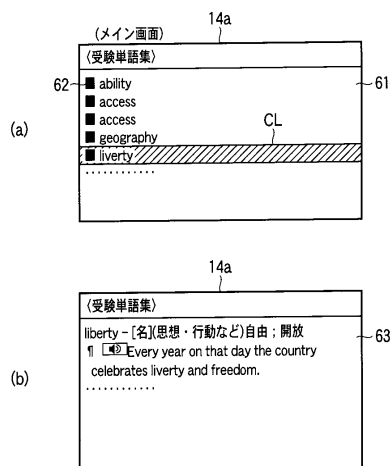 14a
(メイン画面)
〈受験単語集〉
62
■ ability
61
■ access
■ access
(a)
■ geography
CL
■ liverty
............
14a
〈受験単語集〉
liberty – [名](思想・行動など)自由 ; 開放
63
¶ Every year on that day the country
(b)
celebrates liverty and freedom.
............